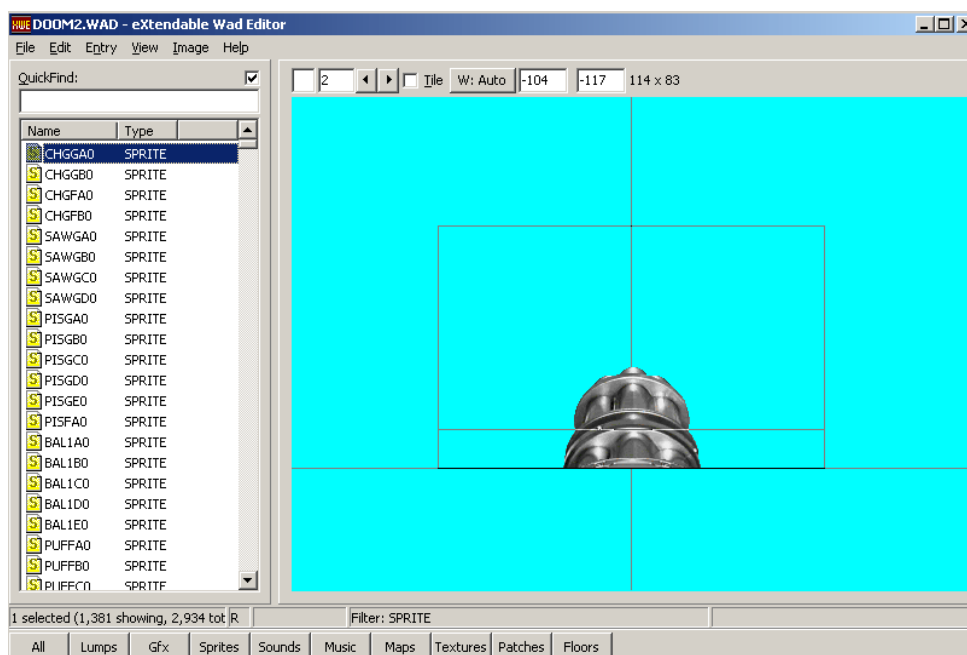 XWE DOOM2.WAD - eXtendable Wad Editor
File Edit Entry View Image Help
QuickFind:
2 Tile W: Auto -104 -117 114 x 83
Name Type
CHGGA0 SPRITE
CHGGB0 SPRITE
CHGFA0 SPRITE
CHGFB0 SPRITE
SAWGA0 SPRITE
SAWGB0 SPRITE
SAWGC0 SPRITE
SAWGD0 SPRITE
PISGA0 SPRITE
PISGB0 SPRITE
PISGC0 SPRITE
PISGD0 SPRITE
PISGE0 SPRITE
PISFA0 SPRITE
BAL1A0 SPRITE
BAL1B0 SPRITE
BAL1C0 SPRITE
BAL1D0 SPRITE
BAL1E0 SPRITE
PUFFA0 SPRITE
PUFFB0 SPRITE
PUFFC0 SPRITE
1 selected (1,381 showing, 2,934 tot R Filter: SPRITE
All Lumps Gfx Sprites Sounds Music Maps Textures Patches Floors